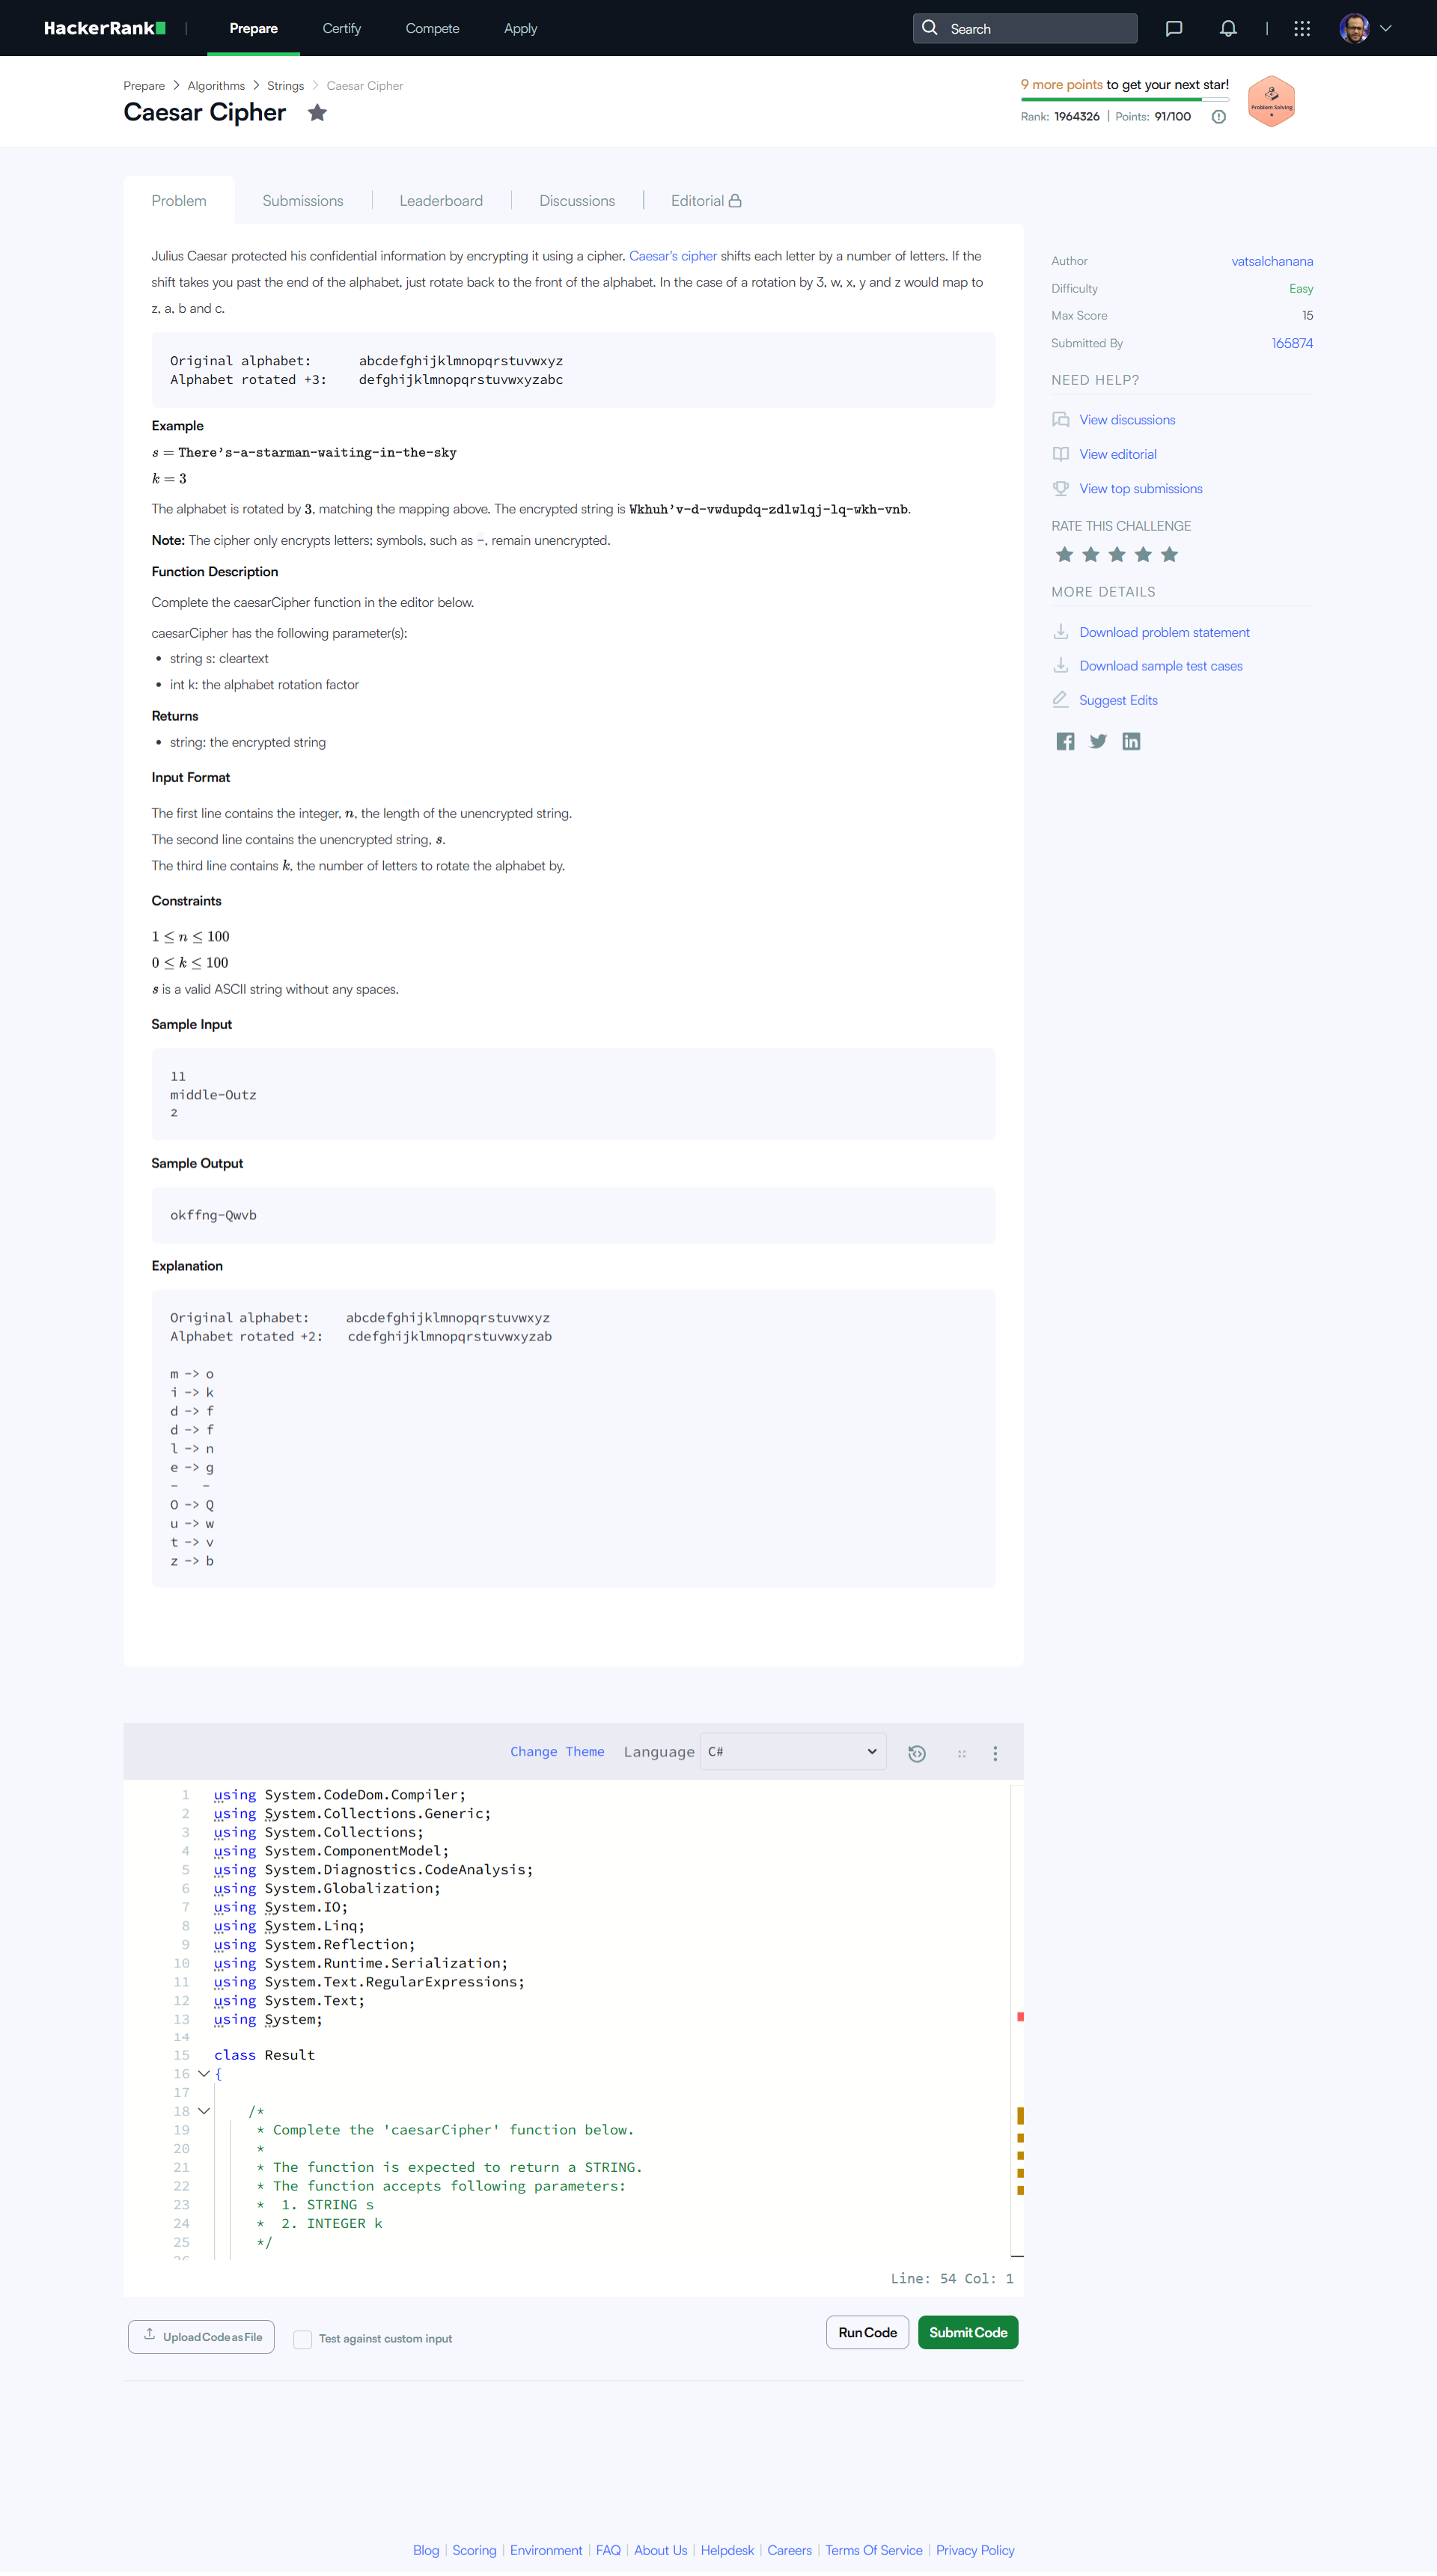 HackerRank
Prepare
Certify
Compete
Apply
Search
Prepare > Algorithms > Strings > Caesar Cipher
Caesar Cipher
9 more points to get your next star!
Rank: 1964326 | Points: 91/100
Problem Solving
Problem
Submissions
Leaderboard
Discussions
Editorial
Julius Caesar protected his confidential information by encrypting it using a cipher. Caesar's cipher shifts each letter by a number of letters. If the
shift takes you past the end of the alphabet, just rotate back to the front of the alphabet. In the case of a rotation by 3, w, x, y and z would map to
z, a, b and c.
Original alphabet:      abcdefghijklmnopqrstuvwxyz
Alphabet rotated +3:    defghijklmnopqrstuvwxyzabc
Example
s = There's-a-starman-waiting-in-the-sky
k = 3
The alphabet is rotated by 3, matching the mapping above. The encrypted string is Wkhuh'v-d-vwdupdq-zdlwlqj-lq-wkh-vnb.
Note: The cipher only encrypts letters; symbols, such as -, remain unencrypted.
Function Description
Complete the caesarCipher function in the editor below.
caesarCipher has the following parameter(s):
• string s: cleartext
• int k: the alphabet rotation factor
Returns
• string: the encrypted string
Input Format
The first line contains the integer, n, the length of the unencrypted string.
The second line contains the unencrypted string, s.
The third line contains k, the number of letters to rotate the alphabet by.
Constraints
1 ≤ n ≤ 100
0 ≤ k ≤ 100
s is a valid ASCII string without any spaces.
Sample Input
11
middle-Outz
2
Sample Output
okffng-Qwvb
Explanation
Original alphabet:      abcdefghijklmnopqrstuvwxyz
Alphabet rotated +2:    cdefghijklmnopqrstuvwxyzab
m -> o
i -> k
d -> f
d -> f
l -> n
e -> g
-    -
O -> Q
u -> w
t -> v
z -> b
Author vatsalchanana
Difficulty Easy
Max Score 15
Submitted By 165874
NEED HELP?
View discussions
View editorial
View top submissions
RATE THIS CHALLENGE
MORE DETAILS
Download problem statement
Download sample test cases
Suggest Edits
Change Theme Language C#
1 using System.CodeDom.Compiler;
2 using System.Collections.Generic;
3 using System.Collections;
4 using System.ComponentModel;
5 using System.Diagnostics.CodeAnalysis;
6 using System.Globalization;
7 using System.IO;
8 using System.Linq;
9 using System.Reflection;
10 using System.Runtime.Serialization;
11 using System.Text.RegularExpressions;
12 using System.Text;
13 using System;
14
15 class Result
16 {
17
18 /*
19 * Complete the 'caesarCipher' function below.
20 *
21 * The function is expected to return a STRING.
22 * The function accepts following parameters:
23 *  1. STRING s
24 *  2. INTEGER k
25 */
Line: 54 Col: 1
Upload Code as File
Test against custom input
Run Code
Submit Code
Blog | Scoring | Environment | FAQ | About Us | Helpdesk | Careers | Terms Of Service | Privacy Policy